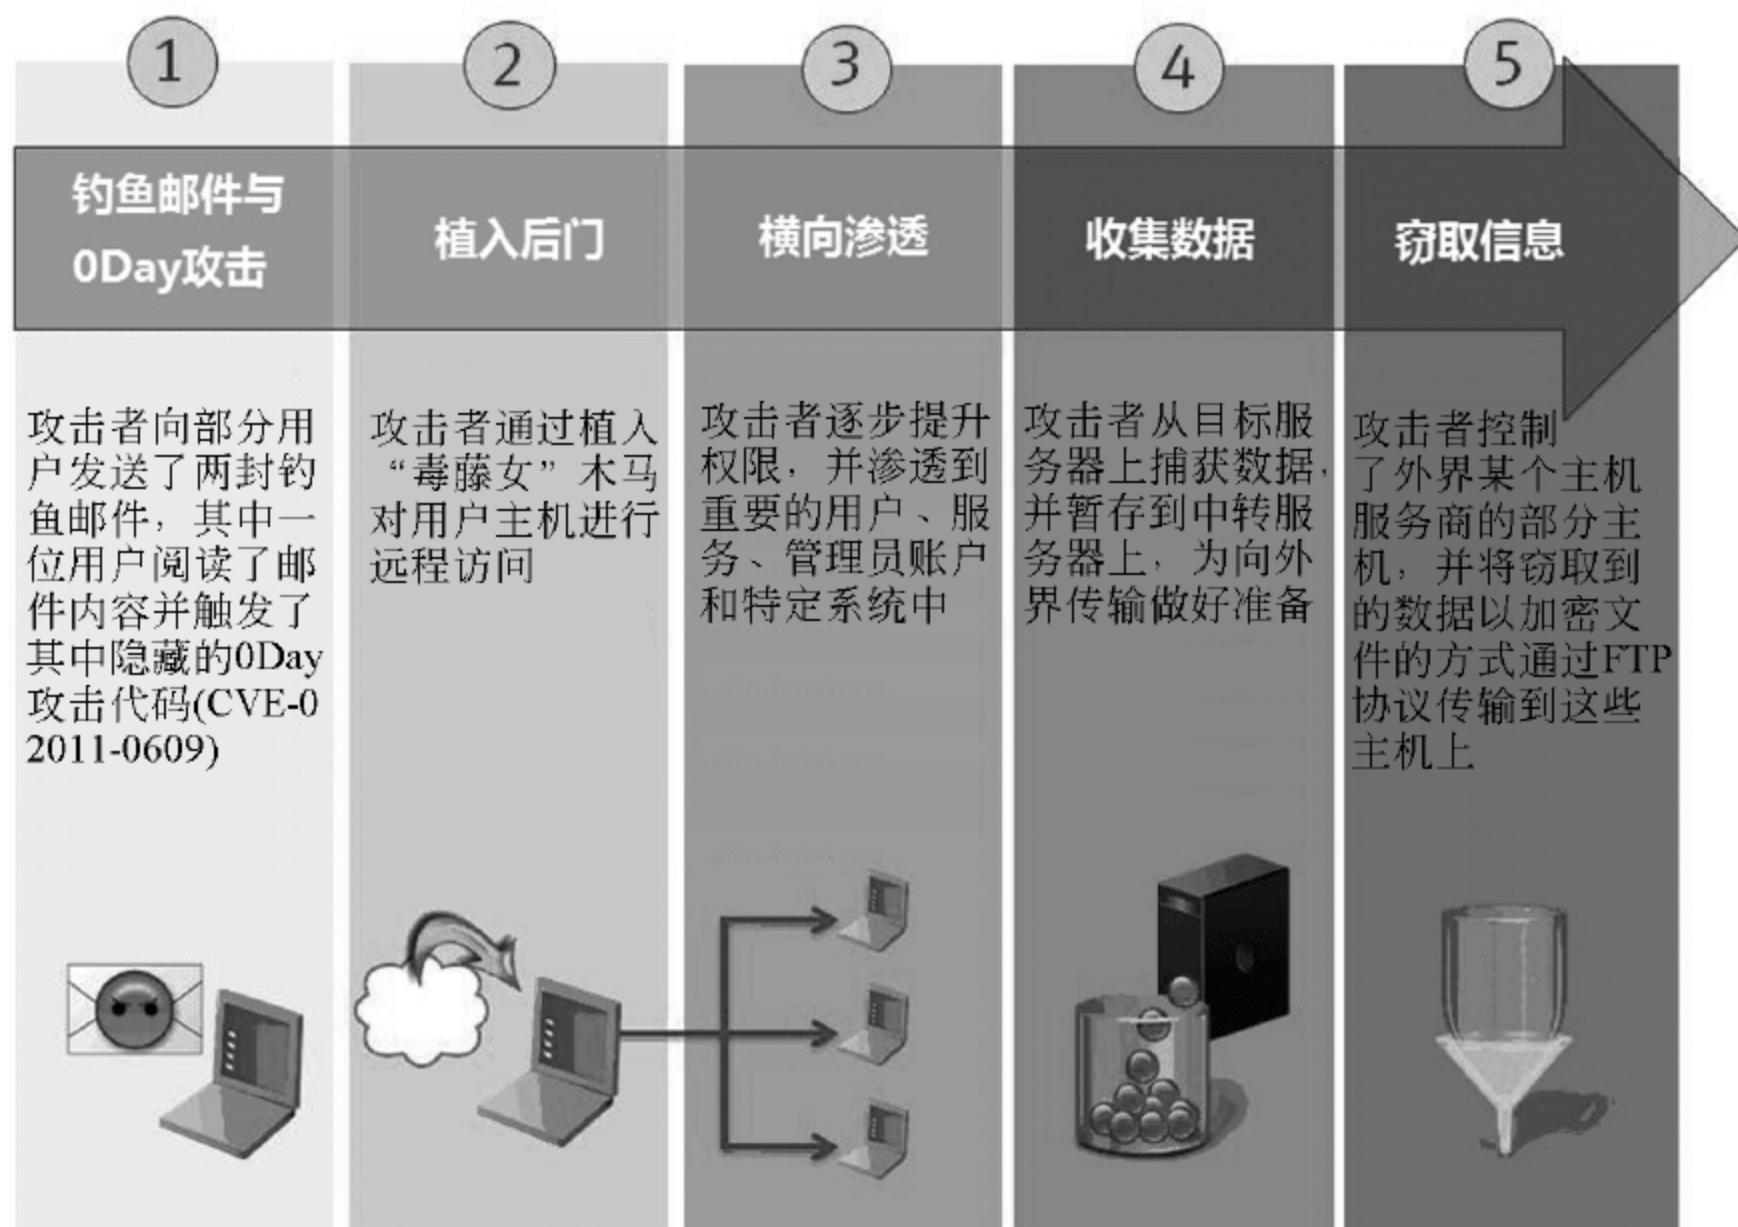 1
钓鱼邮件与
0Day攻击
攻击者向部分用
户发送了两封钓
鱼邮件，其中一
位用户阅读了邮
件内容并触发了
其中隐藏的0Day
攻击代码(CVE-0
2011-0609)
2
植入后门
攻击者通过植入
“毒藤女”木马
对用户主机进行
远程访问
3
横向渗透
攻击者逐步提升
权限，并渗透到
重要的用户、服
务、管理员账户
和特定系统中
4
收集数据
攻击者从目标服
务器上捕获数据，
并暂存到中转服
务器上，为向外
界传输做好准备
5
窃取信息
攻击者控制
了外界某个主机
服务商的部分主
机，并将窃取到
的数据以加密文
件的方式通过FTP
协议传输到这些
主机上